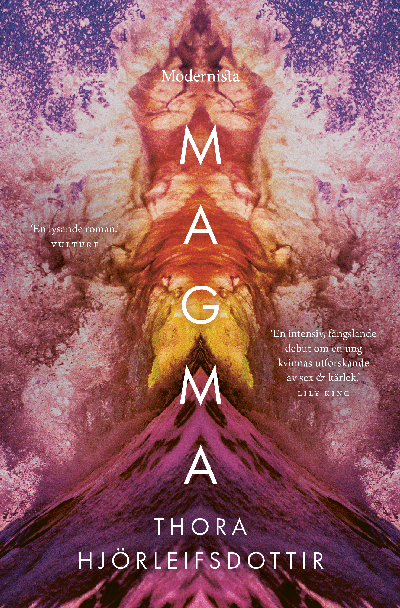 Modernista
M
A
G
M
A
'En lysande roman.'
VULTURE
'En intensiv, fängslande
debut om en ung
kvinnas utforskande
av sex & kärlek.'
LILY KING
THORA
HJÖRLEIFSDOTTIR